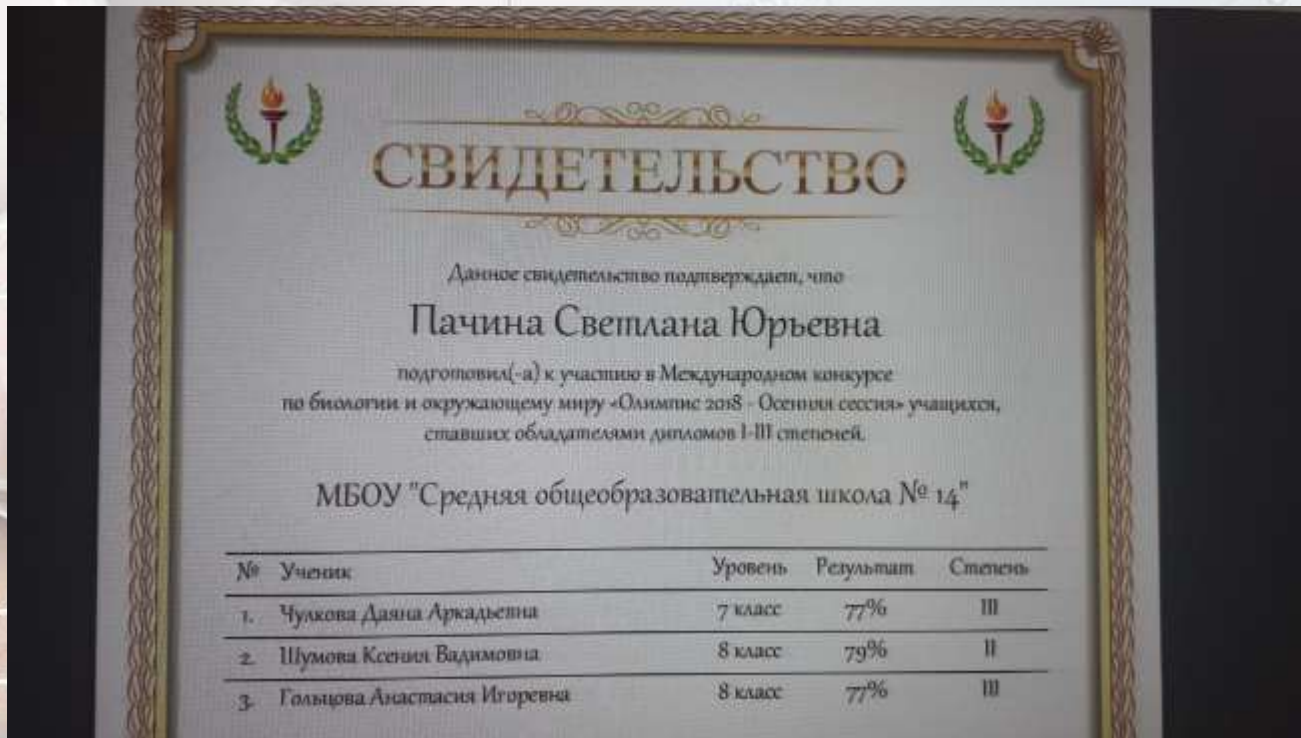 СВИДЕТЕЛЬСТВО
Данное свидетельство подтверждает, что
Пачина Светлана Юрьевна
подготовил(-а) к участию в Международном конкурсе
по биологии и окружающему миру «Олимпис 2018 - Осенняя сессия» учащихся,
ставших обладателями дипломов I-III степеней.
МБОУ "Средняя общеобразовательная школа № 14"
№ Ученик Уровень Результат Степень
1. Чулкова Даяна Аркадьевна 7 класс 77% III
2. Шумова Ксения Вадимовна 8 класс 79% II
3. Гольцова Анастасия Игоревна 8 класс 77% III